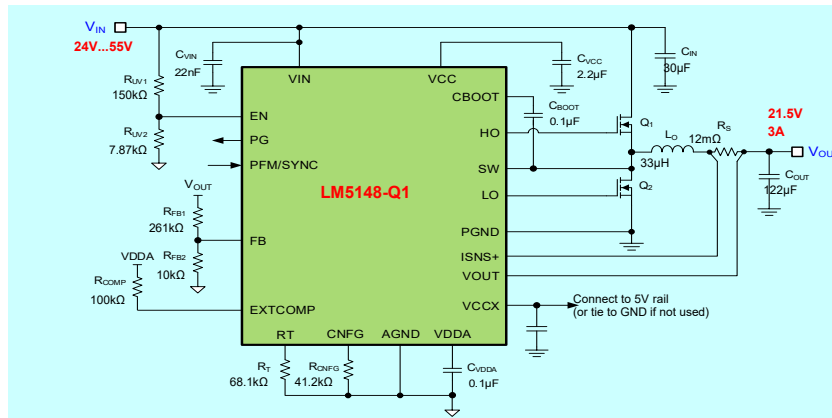 VIN
24V...55V
CVIN
22nF
VIN
VCC
CVCC
2.2µF
CIN
30µF
RUV1
150kΩ
RUV2
7.87kΩ
EN
PG
PFM/SYNC
CBOOT
CBOOT
0.1µF
HO
Q1
SW
LO
Q2
LO
33µH
RS
12mΩ
21.5V
3A
VOU
COUT
122µF
LM5148-Q1
VOUT
RFB1
261kΩ
FB
RFB2
10kΩ
PGND
ISNS+
VOUT
VDDA
RCOMP
100kΩ
EXTCOMP
VCCX
Connect to 5V rail
(or tie to GND if not used)
RT
CNFG
AGND
VDDA
RT
68.1kΩ
RCNFG
41.2kΩ
CVDDA
0.1µF